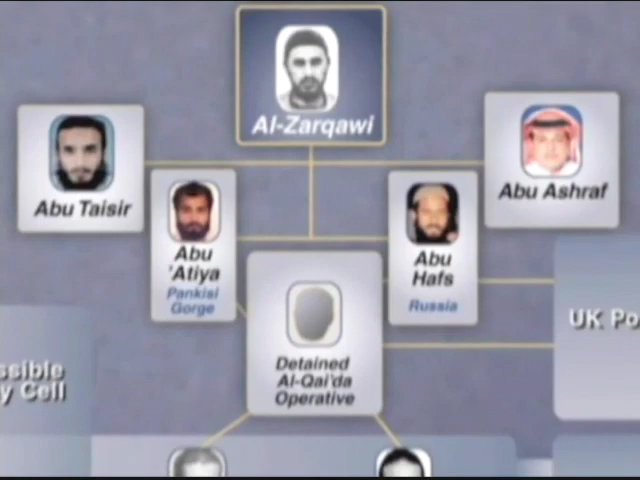 Al-Zarqawi
Abu Taisir
Abu Ashraf
Abu
'Atiya
Pankisi
Gorge
Abu
Hafs
Russia
Detained
Al-Qai'da
Operative
UK Po
ssible
y Cell